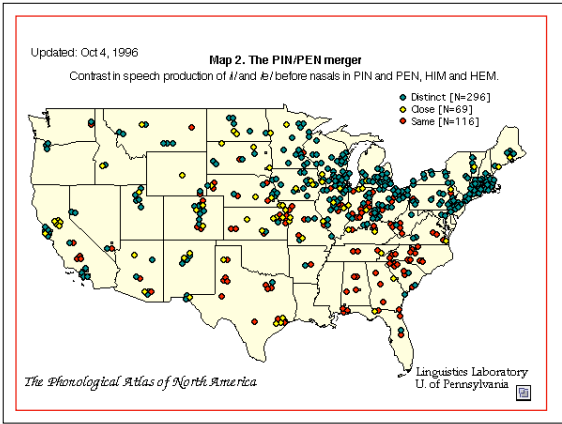 Updated: Oct 4, 1996
Map 2. The PIN/PEN merger
Contrast in speech production of /i/ and /e/ before nasals in PIN and PEN, HIM and HEM.
Distinct [N=296]
Close [N=69]
Same [N=116]
The Phonological Atlas of North America
Linguistics Laboratory
U. of Pennsylvania